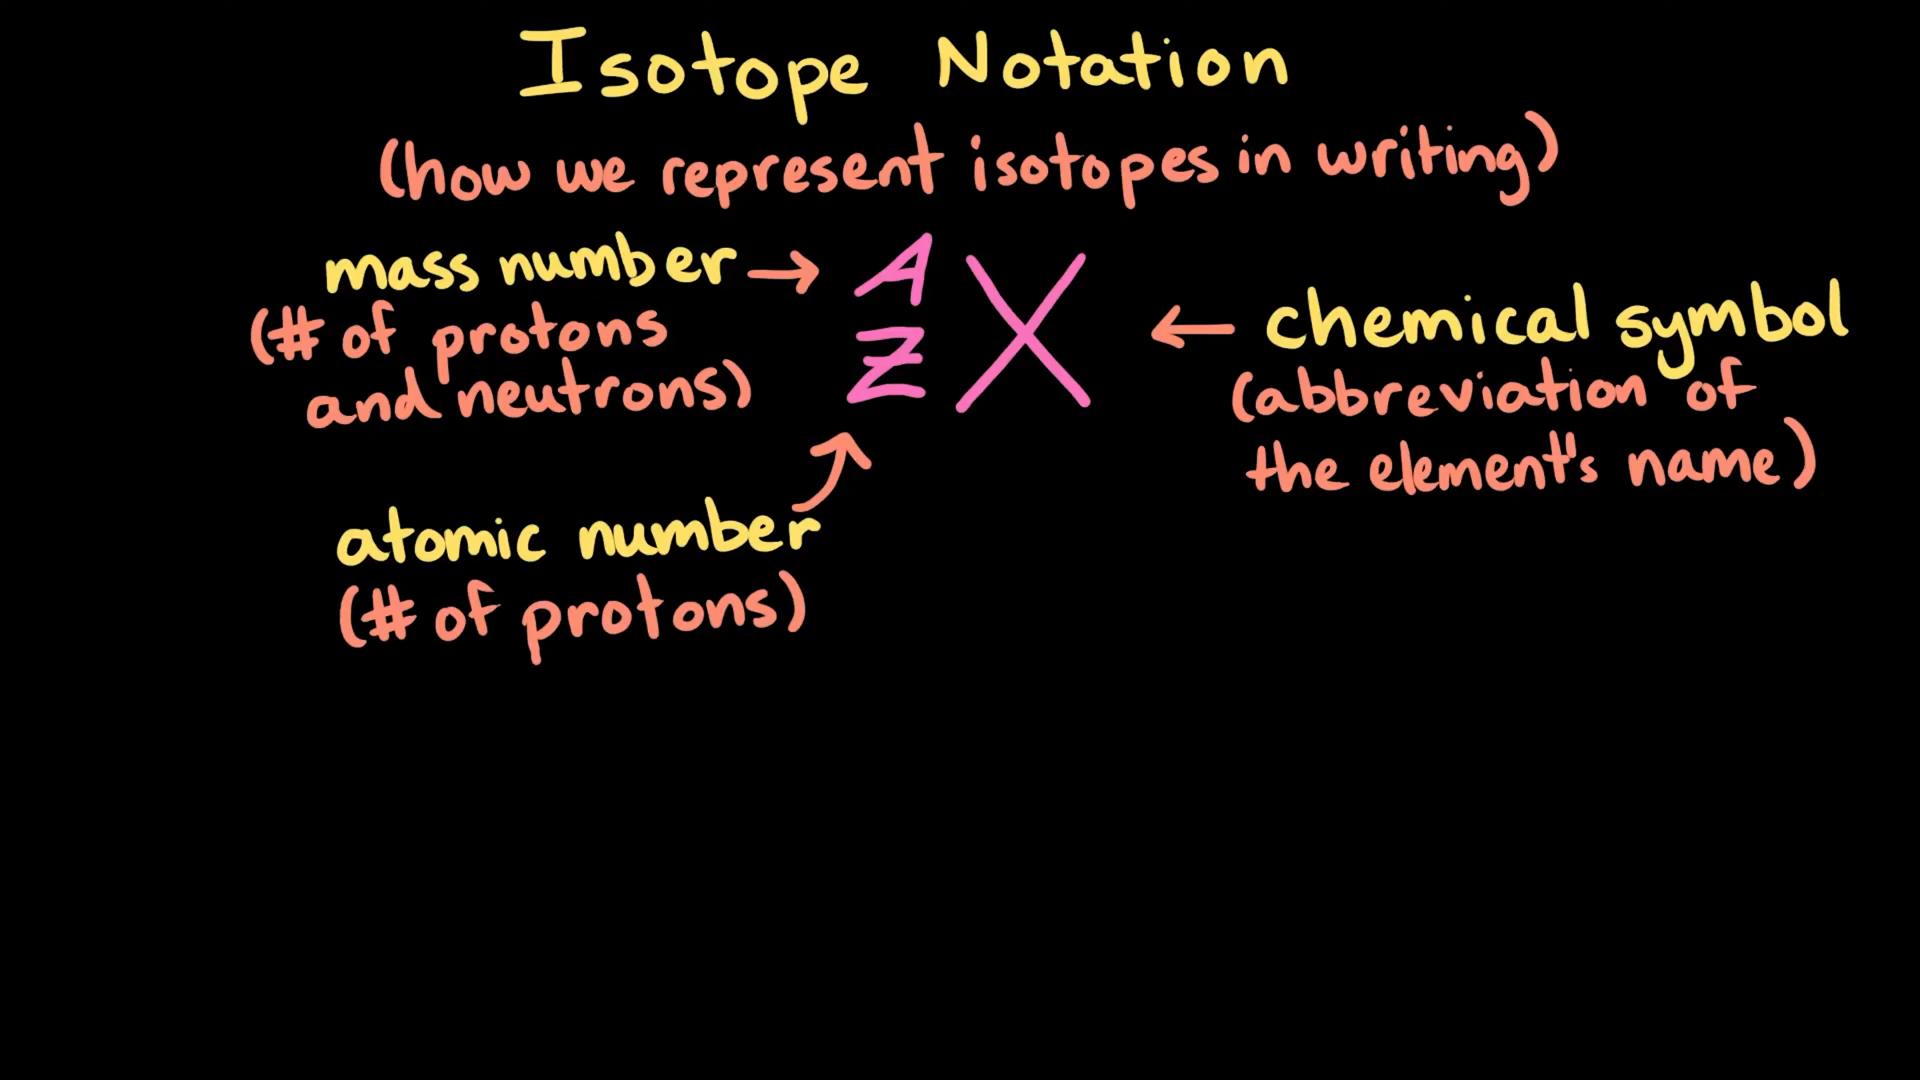 Isotope Notation
(how we represent isotopes in writing)
mass number → A X
(# of protons
and neutrons)
Z
← chemical symbol
(abbreviation of
the element's name)
atomic number
(# of protons)